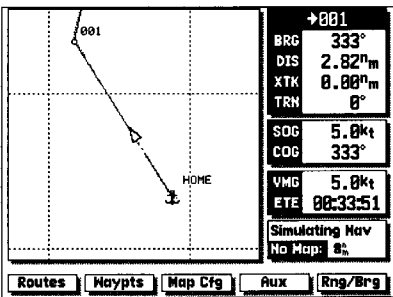 001
HOME
→001
BRG 333°
DIS 2.82nm
XTK 0.00nm
TRN 0°
SOG 5.0kt
COG 333°
VMG 5.0kt
ETE 00:33:51
Simulating Nav
No Map: 8nm
Routes Waypts Map Cfg Aux Rng/Brg